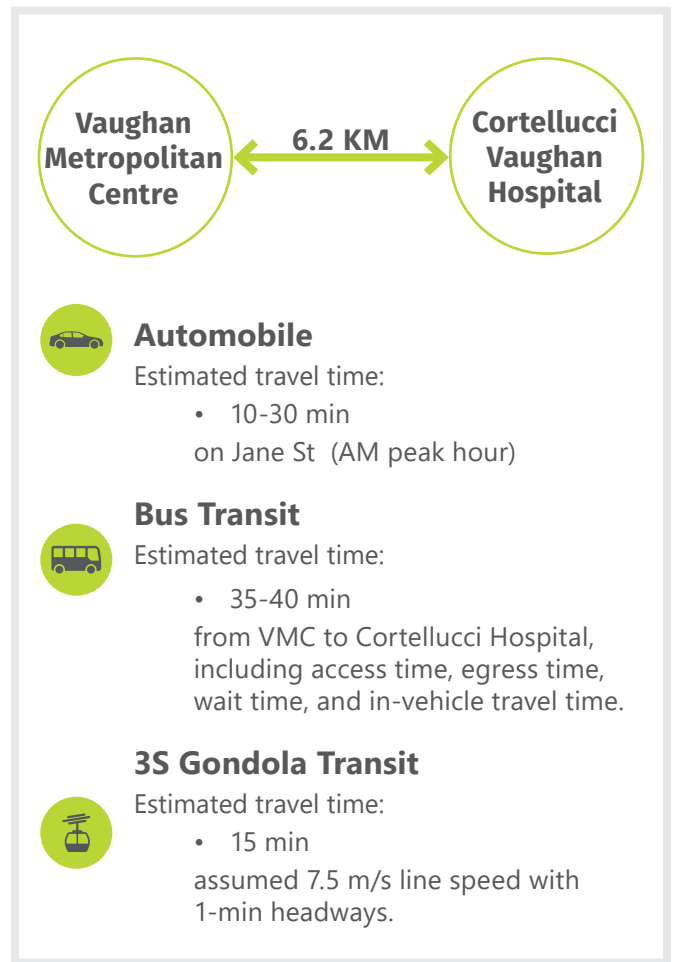 Vaughan
Metropolitan
Centre
6.2 KM
Cortellucci
Vaughan
Hospital
Automobile
Estimated travel time:
• 10-30 min
on Jane St (AM peak hour)
Bus Transit
Estimated travel time:
• 35-40 min
from VMC to Cortellucci Hospital,
including access time, egress time,
wait time, and in-vehicle travel time.
3S Gondola Transit
Estimated travel time:
• 15 min
assumed 7.5 m/s line speed with
1-min headways.